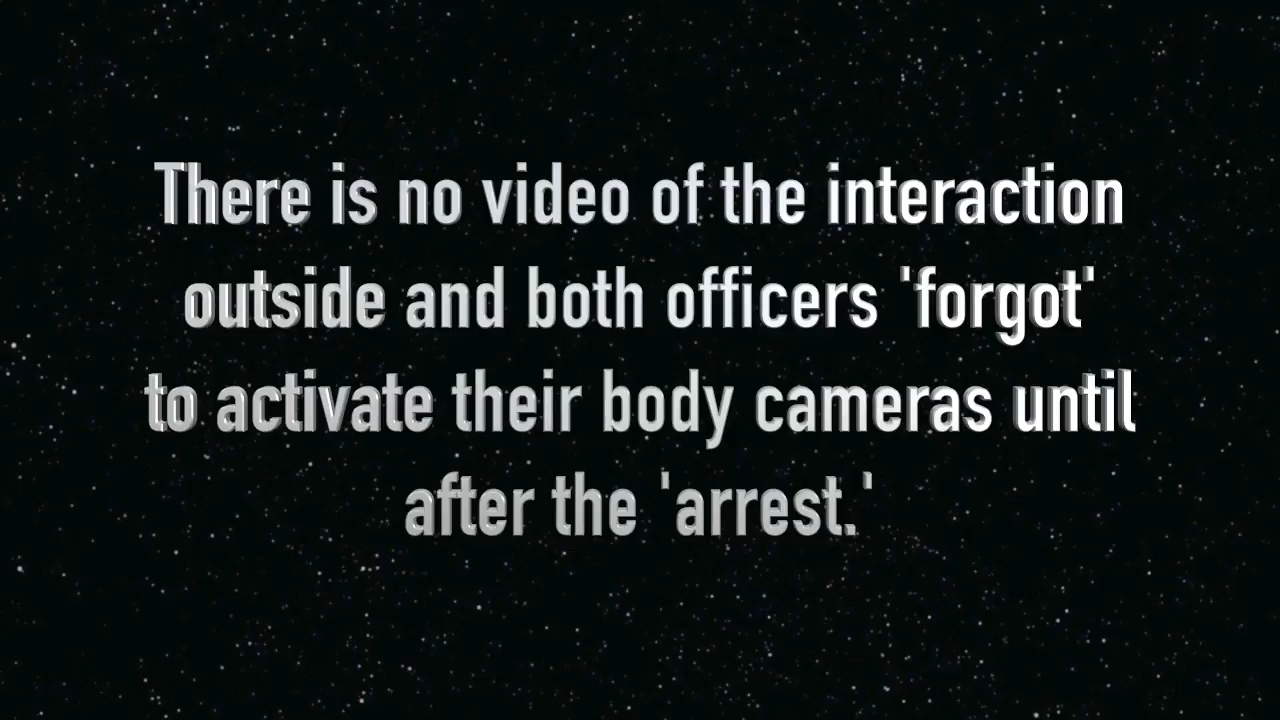 There is no video of the interaction
outside and both officers 'forgot'
to activate their body cameras until
after the 'arrest.'